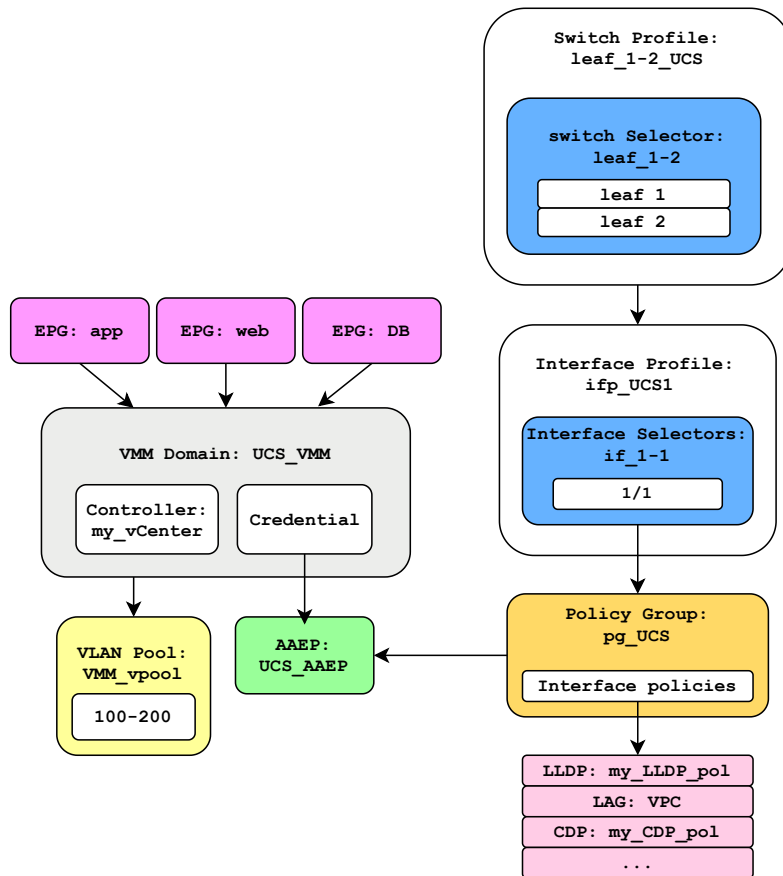 Switch Profile:
leaf_1-2_UCS
switch Selector:
leaf_1-2
leaf 1
leaf 2
EPG: app
EPG: web
EPG: DB
Interface Profile:
ifp_UCS1
Interface Selectors:
if_1-1
1/1
VMM Domain: UCS_VMM
Controller:
my_vCenter
Credential
VLAN Pool:
VMM_vpool
100-200
AAEP:
UCS_AAEP
Policy Group:
pg_UCS
Interface policies
LLDP: my_LLDP_pol
LAG: VPC
CDP: my_CDP_pol
...